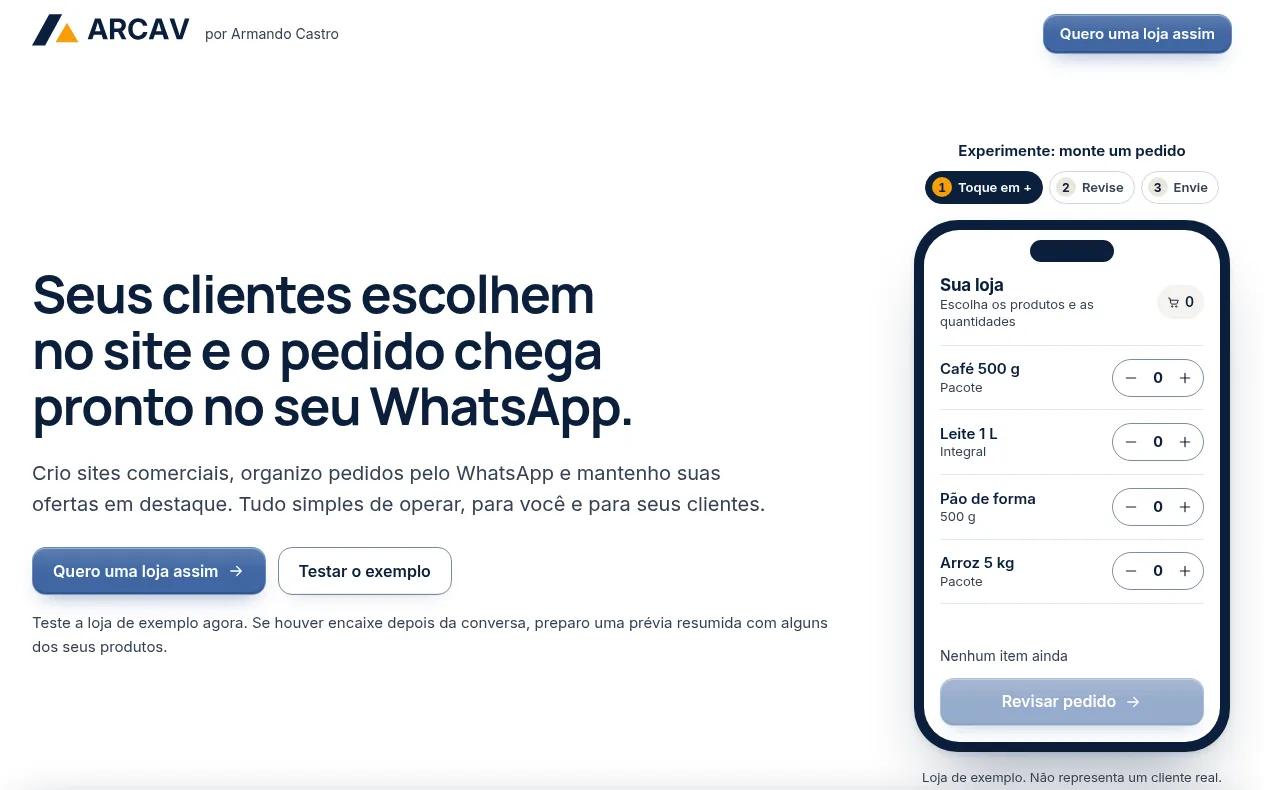 ARCAV
por Armando Castro
Quero uma loja assim
Seus clientes escolhem
no site e o pedido chega
pronto no seu WhatsApp.
Crio sites comerciais, organizo pedidos pelo WhatsApp e mantenho suas
ofertas em destaque. Tudo simples de operar, para você e para seus clientes.
Quero uma loja assim →
Testar o exemplo
Teste a loja de exemplo agora. Se houver encaixe depois da conversa, preparo uma prévia resumida com alguns
dos seus produtos.
Experimente: monte um pedido
1 Toque em +
2 Revise
3 Envie
Sua loja
Escolha os produtos e as
quantidades
0
Café 500 g
Pacote
− 0 +
Leite 1 L
Integral
− 0 +
Pão de forma
500 g
− 0 +
Arroz 5 kg
Pacote
− 0 +
Nenhum item ainda
Revisar pedido →
Loja de exemplo. Não representa um cliente real.